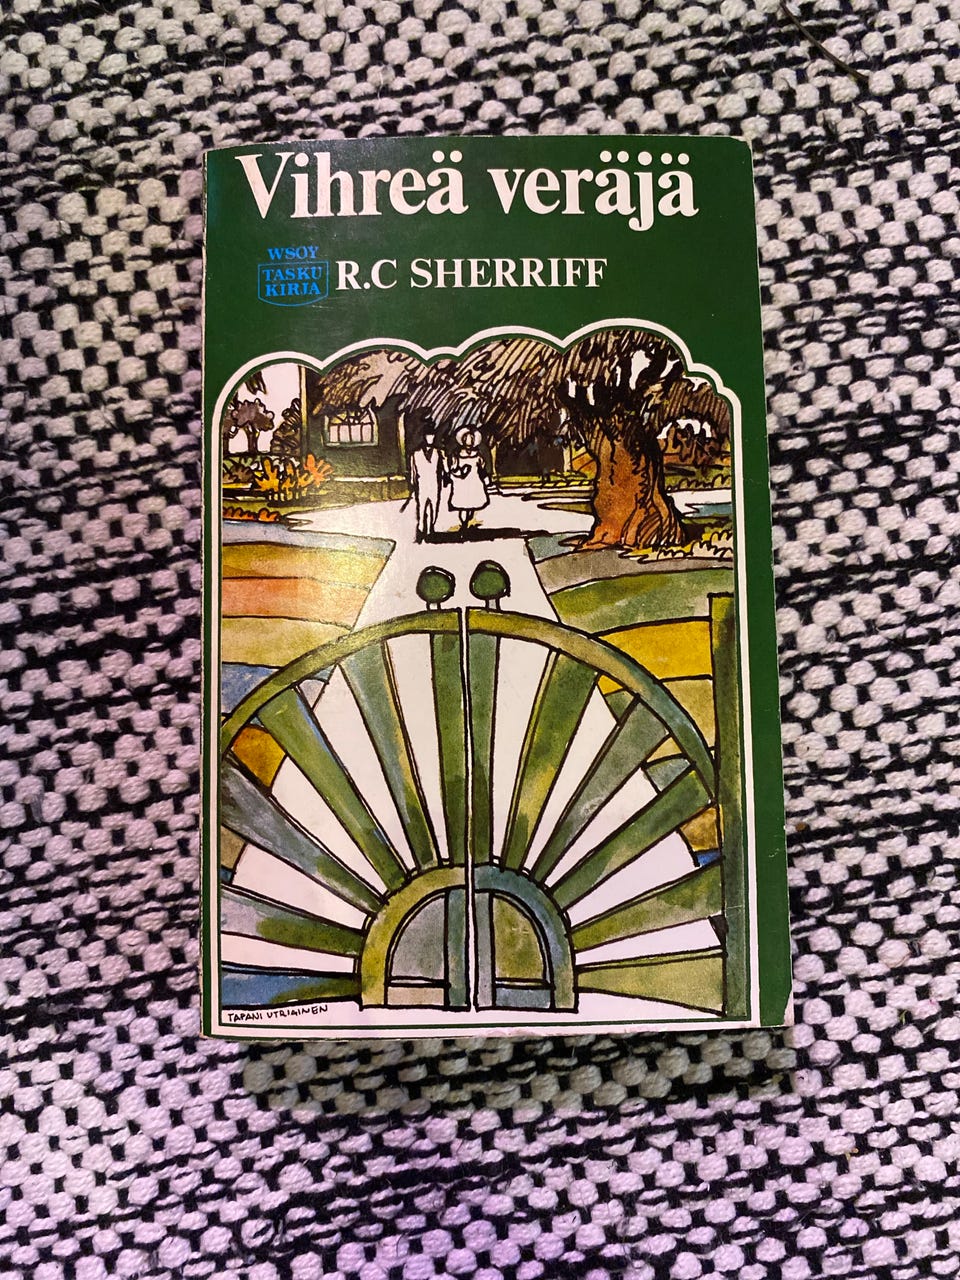 Vihreä veräjä
WSOY
TASKU
KIRJA
R.C SHERRIFF
TAPANI UTRIAINEN